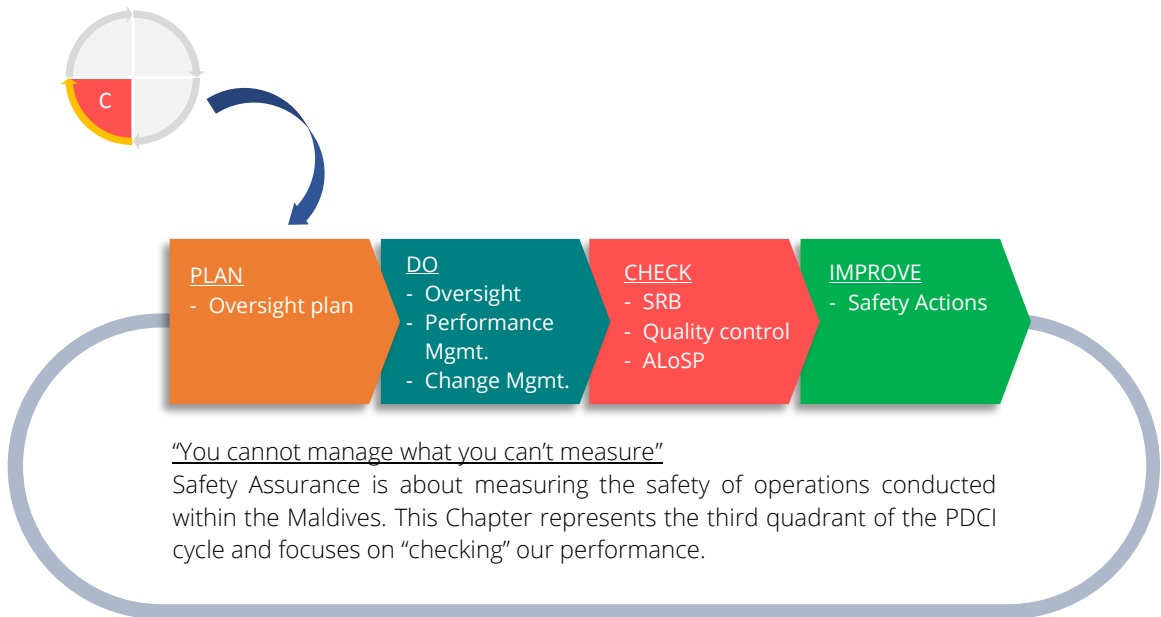 C
PLAN
- Oversight plan
DO
- Oversight
- Performance
Mgmt.
- Change Mgmt.
CHECK
- SRB
- Quality control
- ALoSP
IMPROVE
- Safety Actions
“You cannot manage what you can’t measure”
Safety Assurance is about measuring the safety of operations conducted
within the Maldives. This Chapter represents the third quadrant of the PDCI
cycle and focuses on “checking” our performance.